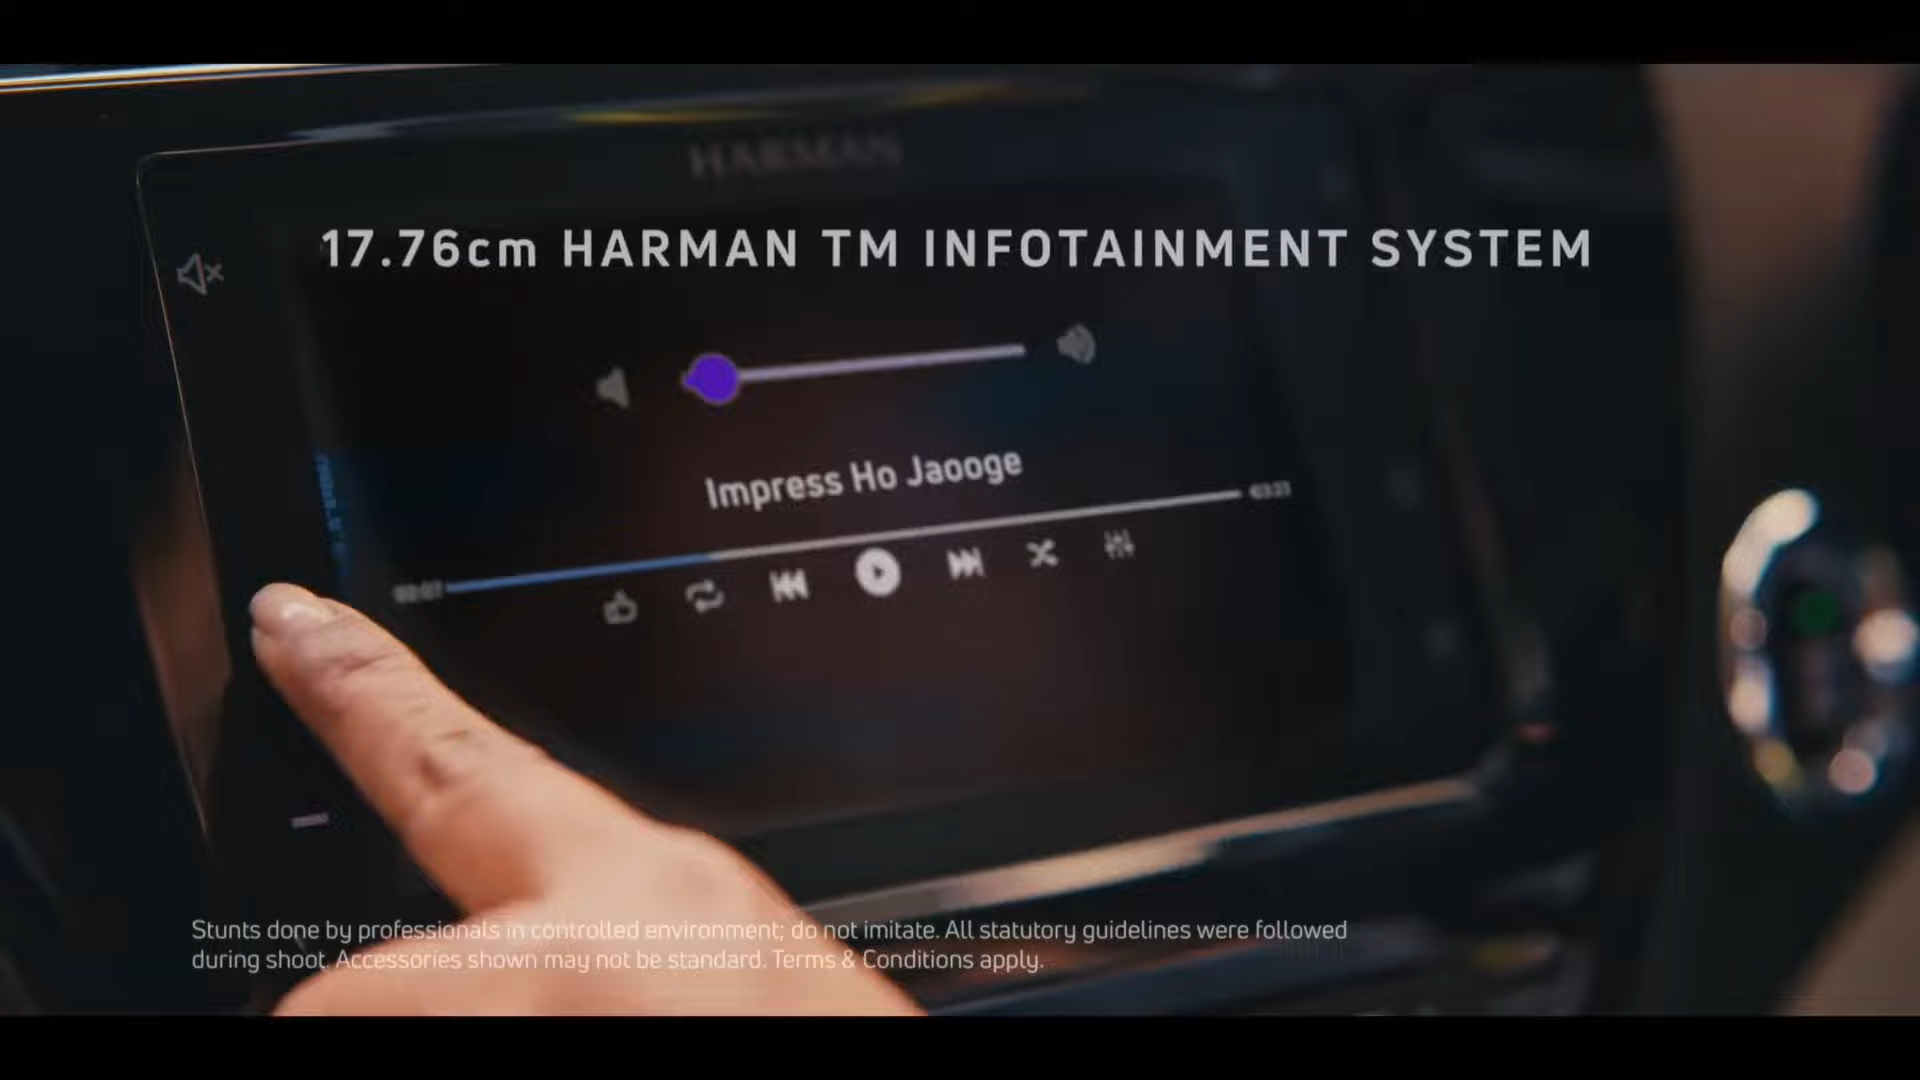 HARMAN
17.76cm HARMAN TM INFOTAINMENT SYSTEM
Impress Ho Jaooge
Stunts done by professionals in controlled environment; do not imitate. All statutory guidelines were followed
during shoot. Accessories shown may not be standard. Terms & Conditions apply.